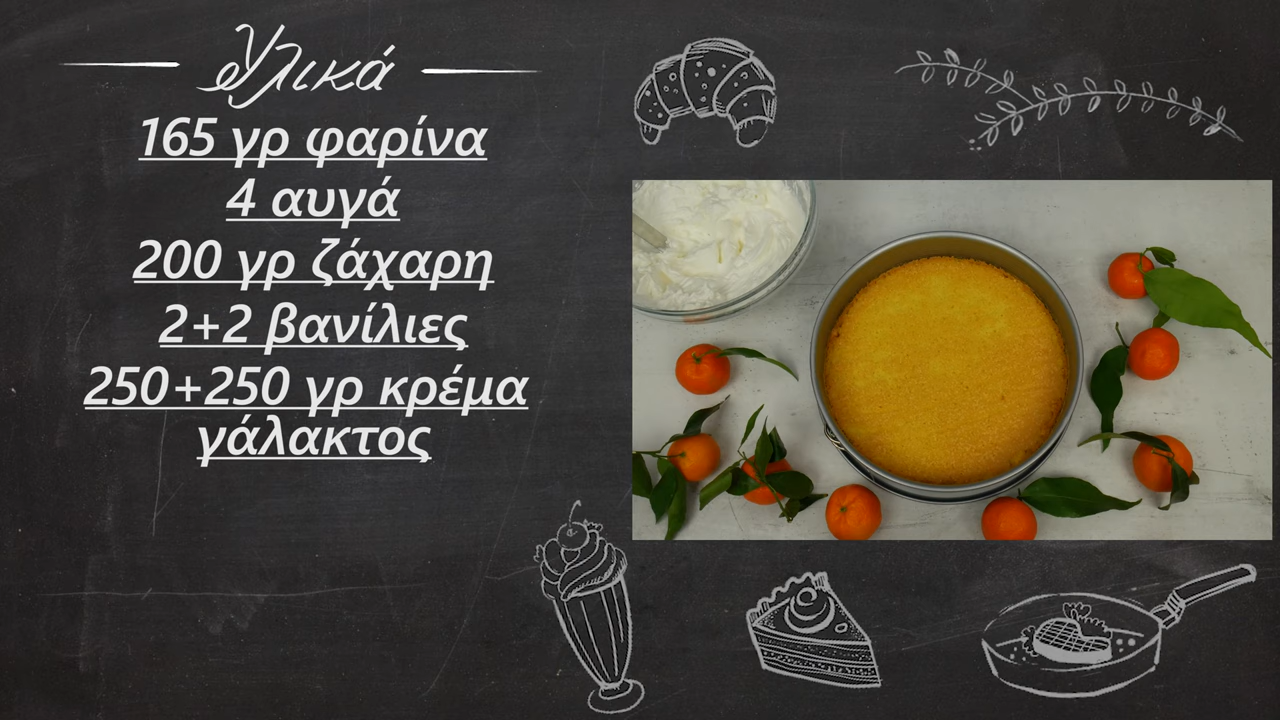 Υλικά
165 γρ φαρίνα
4 αυγά
200 γρ ζάχαρη
2+2 βανίλιες
250+250 γρ κρέμα
γάλακτος